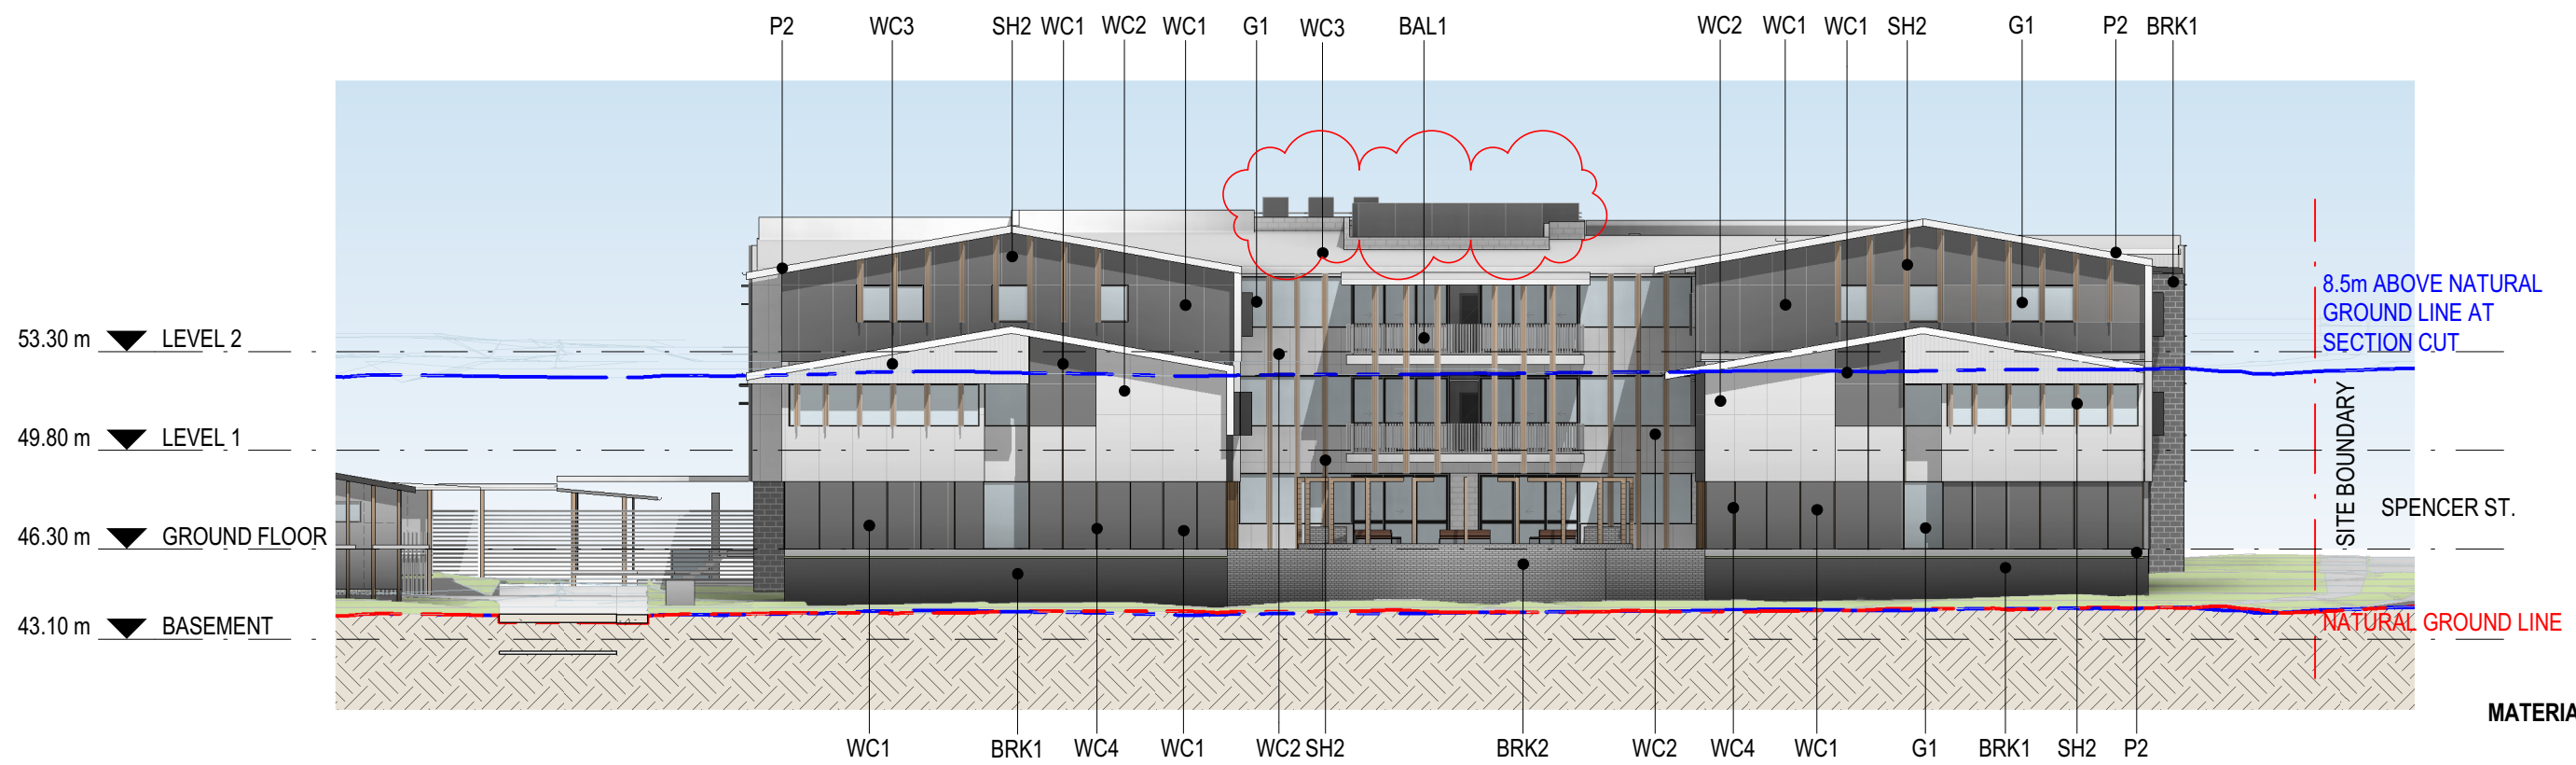 P2 WC3 SH2 WC1 WC2 WC1 G1 WC3 BAL1 WC2 WC1 WC1 SH2 G1 P2 BRK1
8.5m ABOVE NATURAL
GROUND LINE AT
SECTION CUT
53.30 m LEVEL 2
49.80 m LEVEL 1
SITE BOUNDARY
SPENCER ST.
46.30 m GROUND FLOOR
43.10 m BASEMENT
NATURAL GROUND LINE
MATERIA
WC1 BRK1 WC4 WC1 WC2 SH2 BRK2 WC2 WC4 WC1 G1 BRK1 SH2 P2